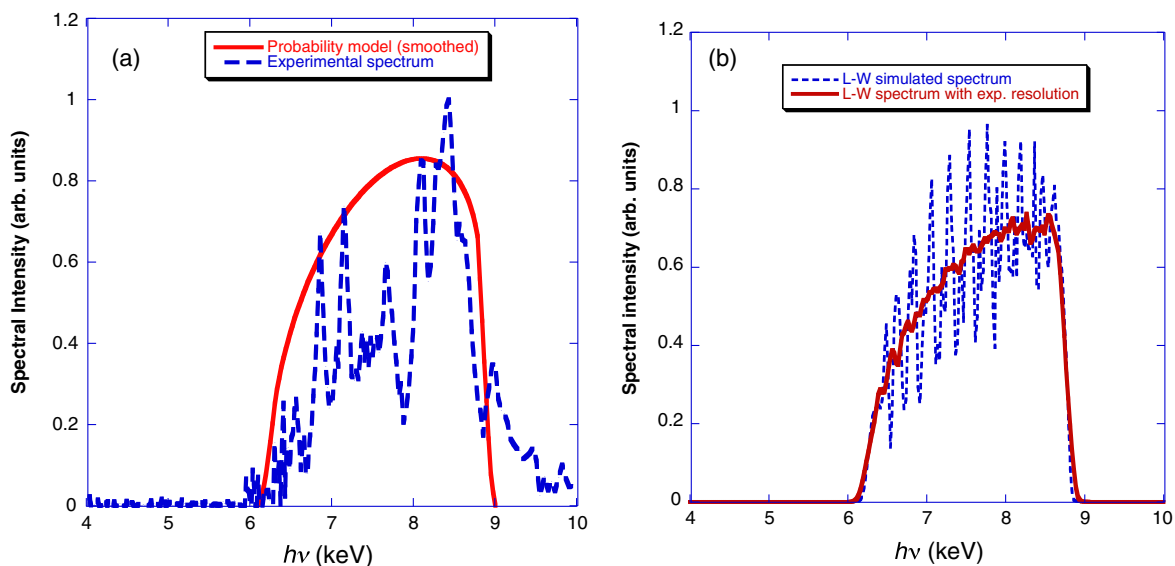 (a)
Probability model (smoothed)
Experimental spectrum
Spectral Intensity (arb. units)
1.2
1
0.8
0.6
0.4
0.2
0
4 5 6 7 8 9 10
hν (keV)
(b)
L-W simulated spectrum
L-W spectrum with exp. resolution
Spectral intensity (arb. units)
1.2
1
0.8
0.6
0.4
0.2
0
4 5 6 7 8 9 10
hν (keV)